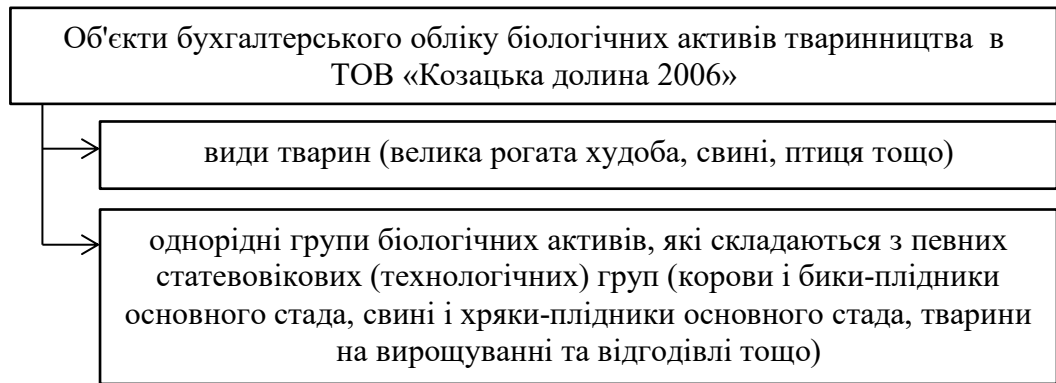 Об'єкти бухгалтерського обліку біологічних активів тваринництва в
ТОВ «Козацька долина 2006»
види тварин (велика рогата худоба, свині, птиця тощо)
однорідні групи біологічних активів, які складаються з певних
статевовікових (технологічних) груп (корови і бики-плідники
основного стада, свині і хряки-плідники основного стада, тварини
на вирощуванні та відгодівлі тощо)